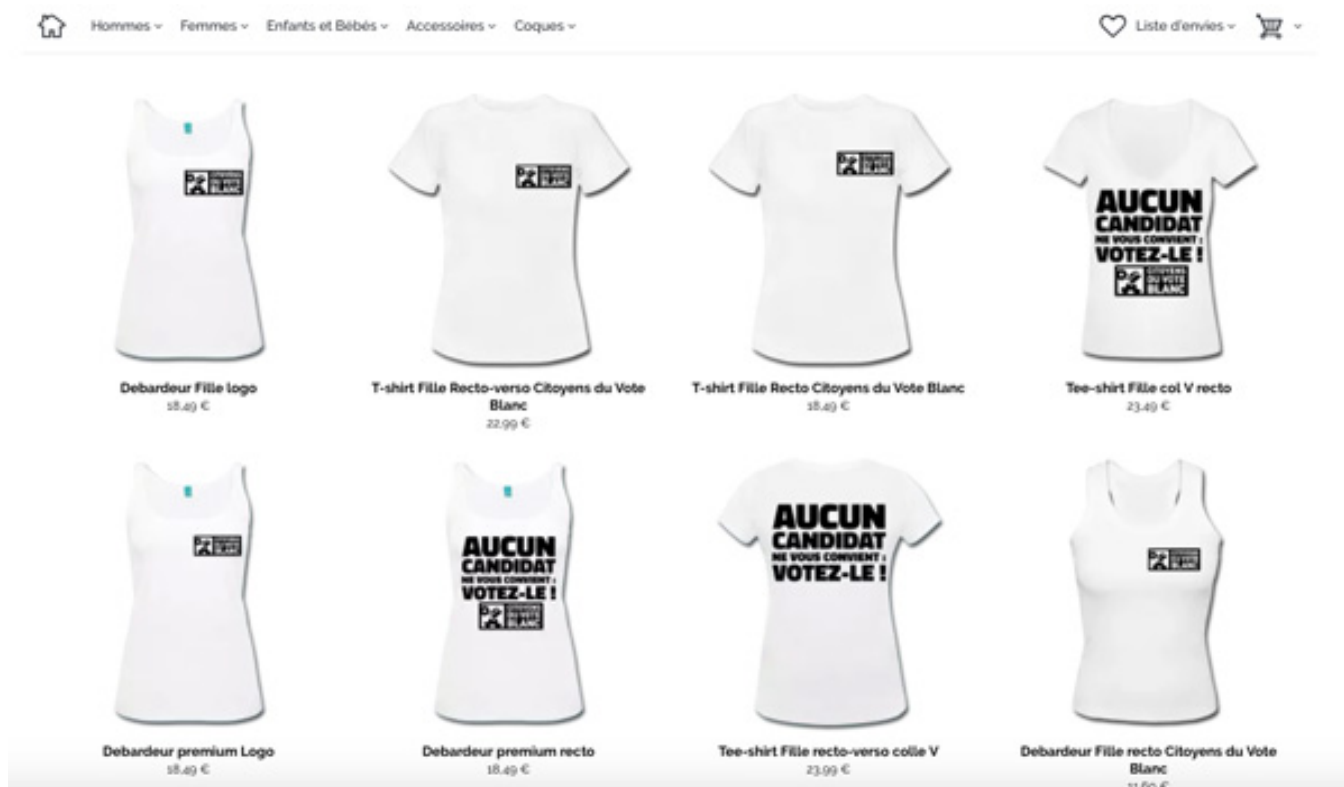 Hommes Femmes Enfants et Bébés Accessoires Coques Liste d'envies
AUCUN
CANDIDAT
NE VOUS CONVIENT :
VOTEZ-LE !
CITOYENS
DU VOTE
BLANC
Debardeur Fille logo
18,49 €
T-shirt Fille Recto-verso Citoyens du Vote
Blanc
22,99 €
T-shirt Fille Recto Citoyens du Vote Blanc
18,49 €
Tee-shirt Fille col V recto
23,49 €
AUCUN
CANDIDAT
NE VOUS CONVIENT :
VOTEZ-LE !
AUCUN
CANDIDAT
NE VOUS CONVIENT :
VOTEZ-LE !
Debardeur premium Logo
18,49 €
Debardeur premium recto
18,49 €
Tee-shirt Fille recto-verso colle V
23,99 €
Debardeur Fille recto Citoyens du Vote
Blanc